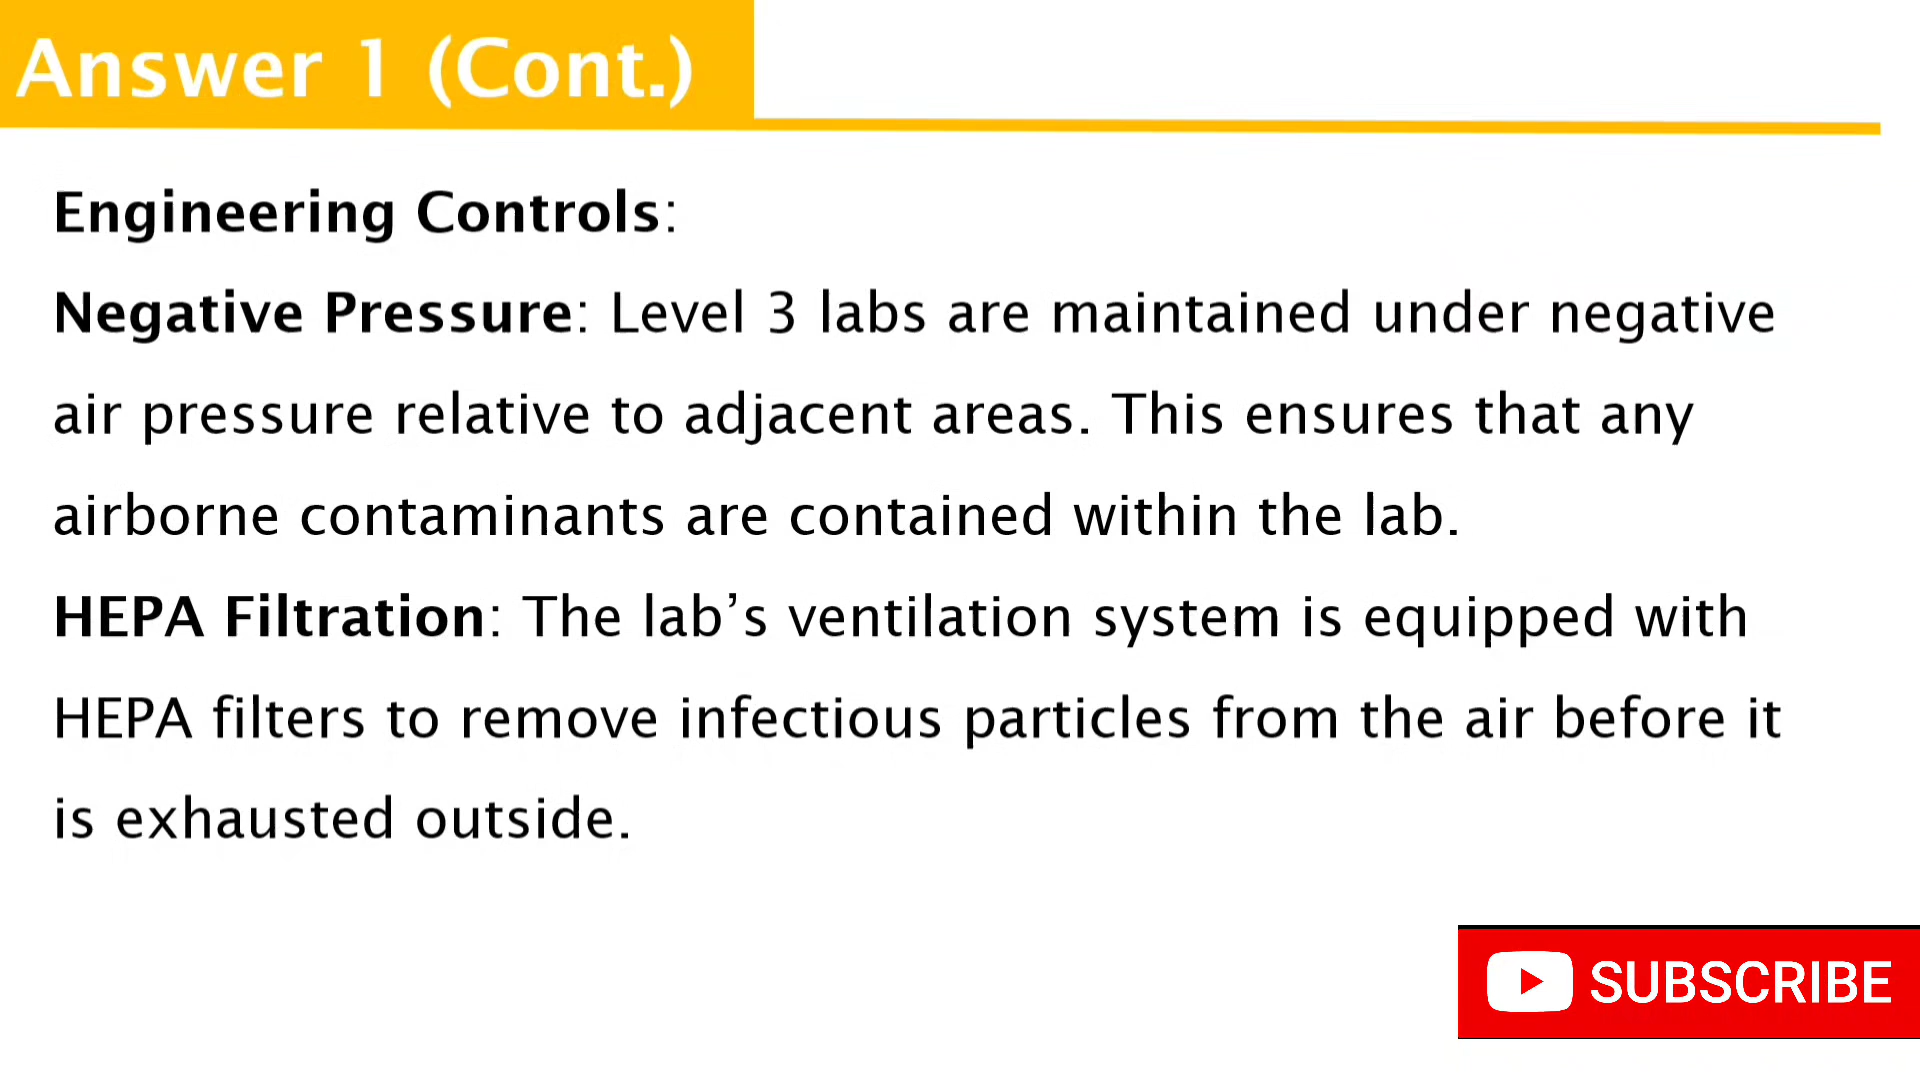 Answer 1 (Cont.)
Engineering Controls:
Negative Pressure: Level 3 labs are maintained under negative
air pressure relative to adjacent areas. This ensures that any
airborne contaminants are contained within the lab.
HEPA Filtration: The lab’s ventilation system is equipped with
HEPA filters to remove infectious particles from the air before it
is exhausted outside.
SUBSCRIBE